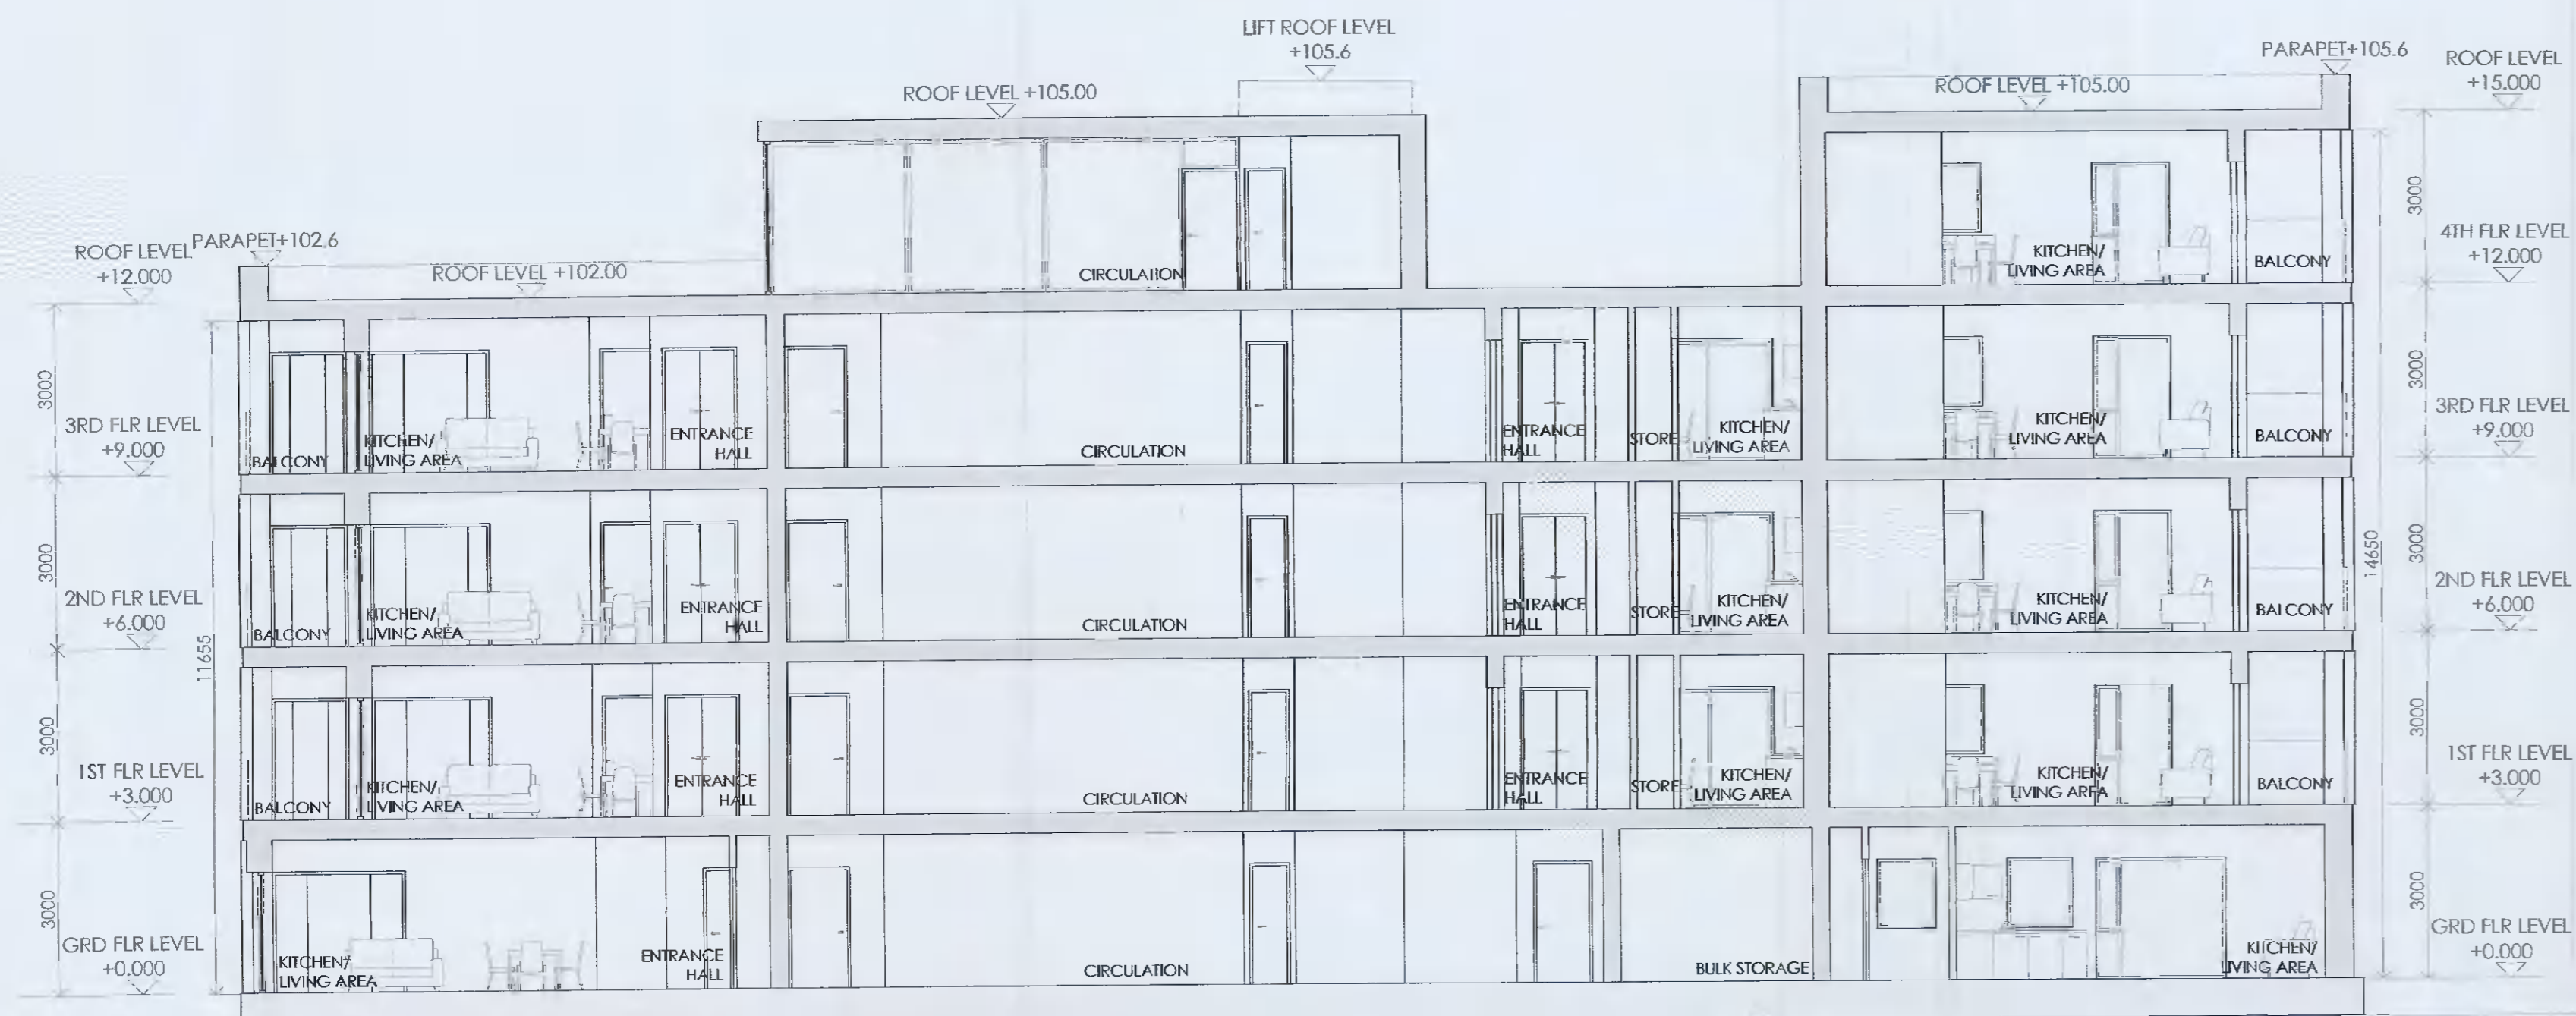 LIFT ROOF LEVEL
+105.6
PARAPET+105.6
ROOF LEVEL
+15.000
ROOF LEVEL +105.00
ROOF LEVEL +105.00
3000
ROOF LEVEL
+12.000
PARAPET+102.6
ROOF LEVEL +102.00
CIRCULATION
KITCHEN/
LIVING AREA
BALCONY
4TH FLR LEVEL
+12.000
3000
3RD FLR LEVEL
+9.000
BALCONY
KITCHEN/
LIVING AREA
ENTRANCE
HALL
CIRCULATION
ENTRANCE
HALL
STORE
KITCHEN/
LIVING AREA
KITCHEN/
LIVING AREA
BALCONY
3000
3RD FLR LEVEL
+9.000
3000
2ND FLR LEVEL
+6.000
BALCONY
KITCHEN/
LIVING AREA
ENTRANCE
HALL
CIRCULATION
ENTRANCE
HALL
STORE
KITCHEN/
LIVING AREA
KITCHEN/
LIVING AREA
BALCONY
14650
3000
2ND FLR LEVEL
+6.000
11655
3000
1ST FLR LEVEL
+3.000
BALCONY
KITCHEN/
LIVING AREA
ENTRANCE
HALL
CIRCULATION
ENTRANCE
HALL
STORE
KITCHEN/
LIVING AREA
KITCHEN/
LIVING AREA
BALCONY
3000
1ST FLR LEVEL
+3.000
3000
GRD FLR LEVEL
+0.000
KITCHEN/
LIVING AREA
ENTRANCE
HALL
CIRCULATION
BULK STORAGE
KITCHEN/
LIVING AREA
3000
GRD FLR LEVEL
+0.000